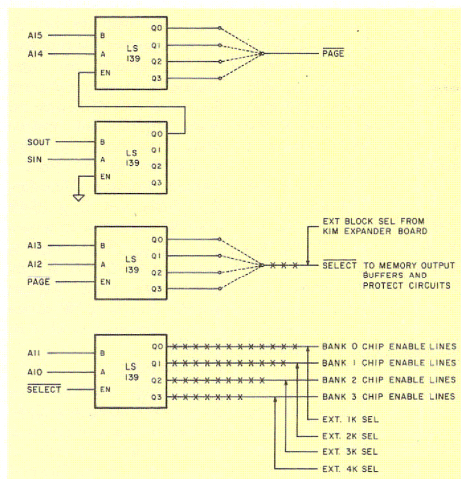 A15
A14
B
A
EN
LS
139
Q0
Q1
Q2
Q3
PAGE
SOUT
SIN
B
A
EN
LS
139
Q0
Q1
Q2
Q3
A13
A12
PAGE
B
A
EN
LS
139
Q0
Q1
Q2
Q3
EXT BLOCK SEL FROM
KIM EXPANDER BOARD
SELECT TO MEMORY OUTPUT
BUFFERS AND
PROTECT CIRCUITS
A11
A10
SELECT
B
A
EN
LS
139
Q0
Q1
Q2
Q3
BANK 0 CHIP ENABLE LINES
BANK 1 CHIP ENABLE LINES
BANK 2 CHIP ENABLE LINES
BANK 3 CHIP ENABLE LINES
EXT. 1K SEL
EXT. 2K SEL
EXT. 3K SEL
EXT. 4K SEL